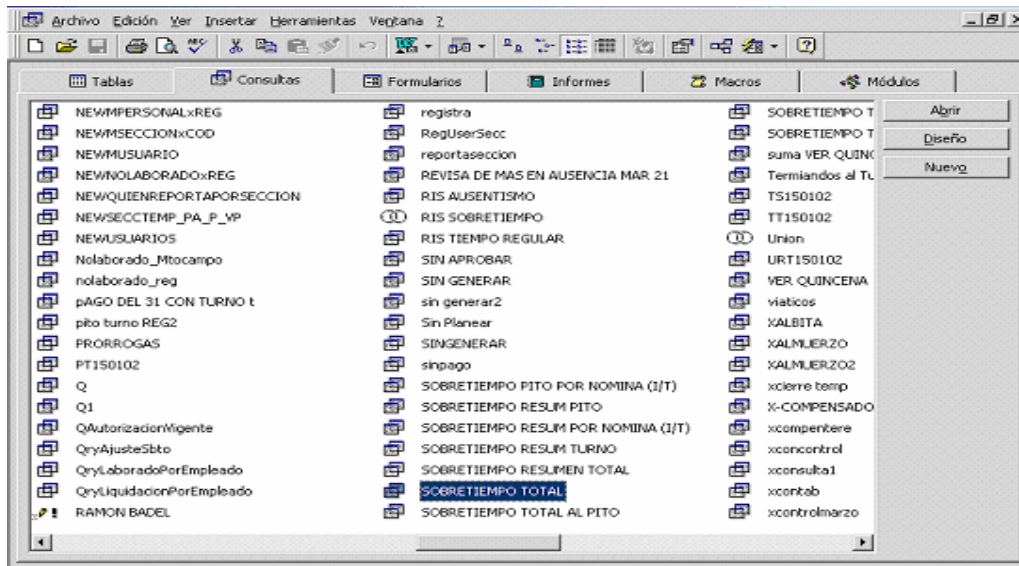 Archivo Edición Ver Insertar Herramientas Ventana ?
Tablas Consultas Formularios Informes Macros Módulos
NEWMPERSONALxREG
NEWMSECCIONxCOD
NEWMUSUARIO
NEWNOLABORADOxREG
NEWQUIENREPORTAPORSECCION
NEWSECCTEMP_PA_P_VP
NEWUSUARIOS
Nolaborado_Mtocampo
nolaborado_reg
pAGO DEL 31 CON TURNO t
pito turno REG2
PRORROGAS
PT150102
Q
Q1
QAutorizacionVigente
QryAjusteSbto
QryLaboradoPorEmpleado
QryLiquidacionPorEmpleado
RAMON BADEL
registra
RegUserSecc
reportaseccion
REVISA DE MAS EN AUSENCIA MAR 21
RIS AUSENTISMO
RIS SOBRETIEMPO
RIS TIEMPO REGULAR
SIN APROBAR
SIN GENERAR
sin generar2
Sin Planear
SINGENERAR
sinpago
SOBRETIEMPO PITO POR NOMINA (I/T)
SOBRETIEMPO RESUM PITO
SOBRETIEMPO RESUM POR NOMINA (I/T)
SOBRETIEMPO RESUM TURNO
SOBRETIEMPO RESUMEN TOTAL
SOBRETIEMPO TOTAL
SOBRETIEMPO TOTAL AL PITO
SOBRETIEMPO T
SOBRETIEMPO T
suma VER QUINC
Termiandos al Tu
TS150102
TT150102
Union
URT150102
VER QUINCENA
viaticos
XALBITA
XALMUERZO
XALMUERZO2
xcierre temp
X-COMPENSADO
xcompentere
xconcontrol
xconsulta1
xcontab
xcontrolmarzo
Abrir
Diseño
Nuevo